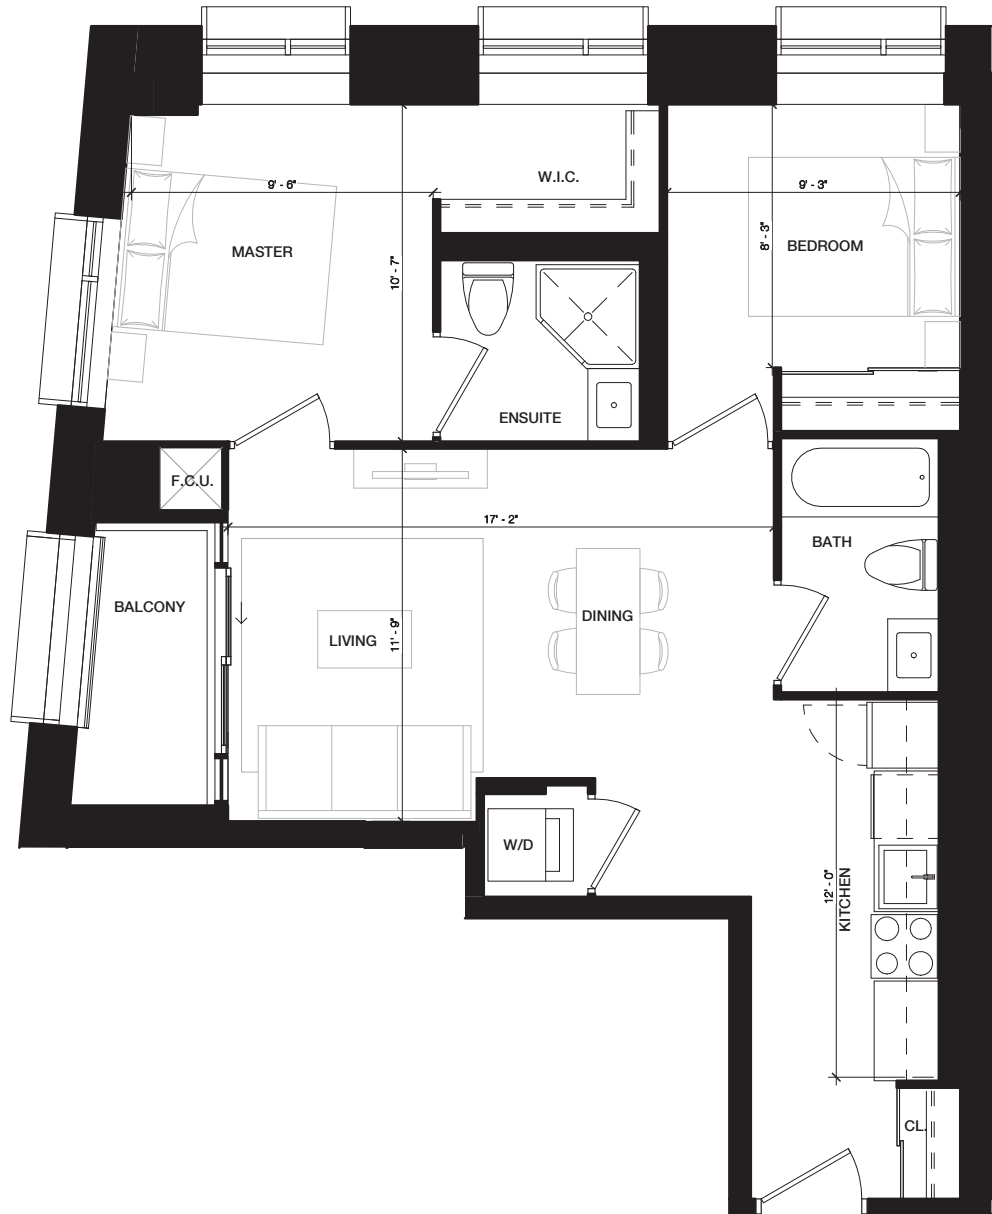 W.I.C.
9' - 6"
9' - 3"
MASTER
10' - 7"
8' - 3"
BEDROOM
ENSUITE
F.C.U.
17' - 2"
BATH
BALCONY
LIVING
11' - 9"
DINING
W/D
12' - 0"
KITCHEN
CL.